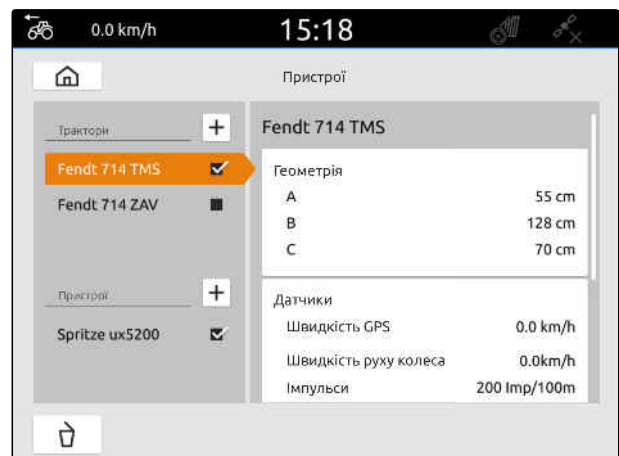 0.0 km/h
15:18
Пристрої
Трактори
Fendt 714 TMS
Fendt 714 ZAV
Пристрої
Spritze ux5200
Fendt 714 TMS
Геометрія
A 55 cm
B 128 cm
C 70 cm
Датчики
Швидкість GPS 0.0 km/h
Швидкість руху колеса 0.0km/h
Імпульси 200 Imp/100m